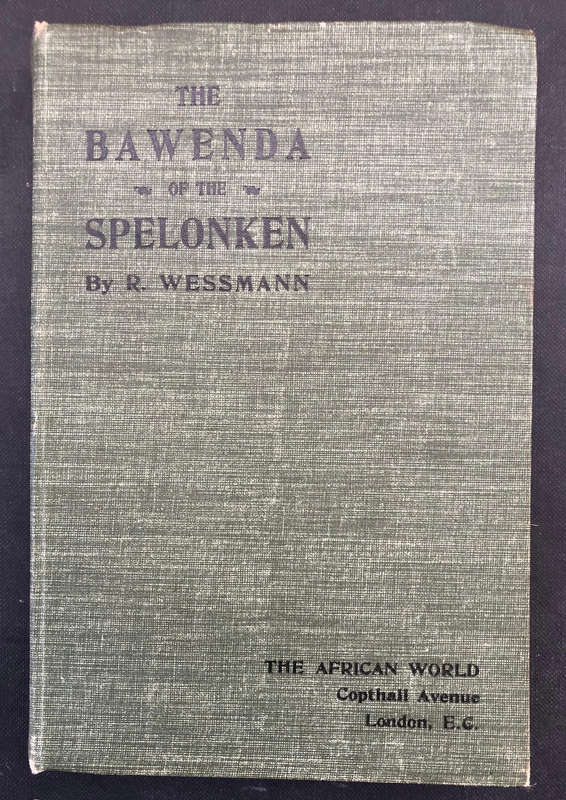 THE
BAWENDA
OF THE
SPELONKEN
By R. WESSMANN
THE AFRICAN WORLD
Copthall Avenue
London, E.C.